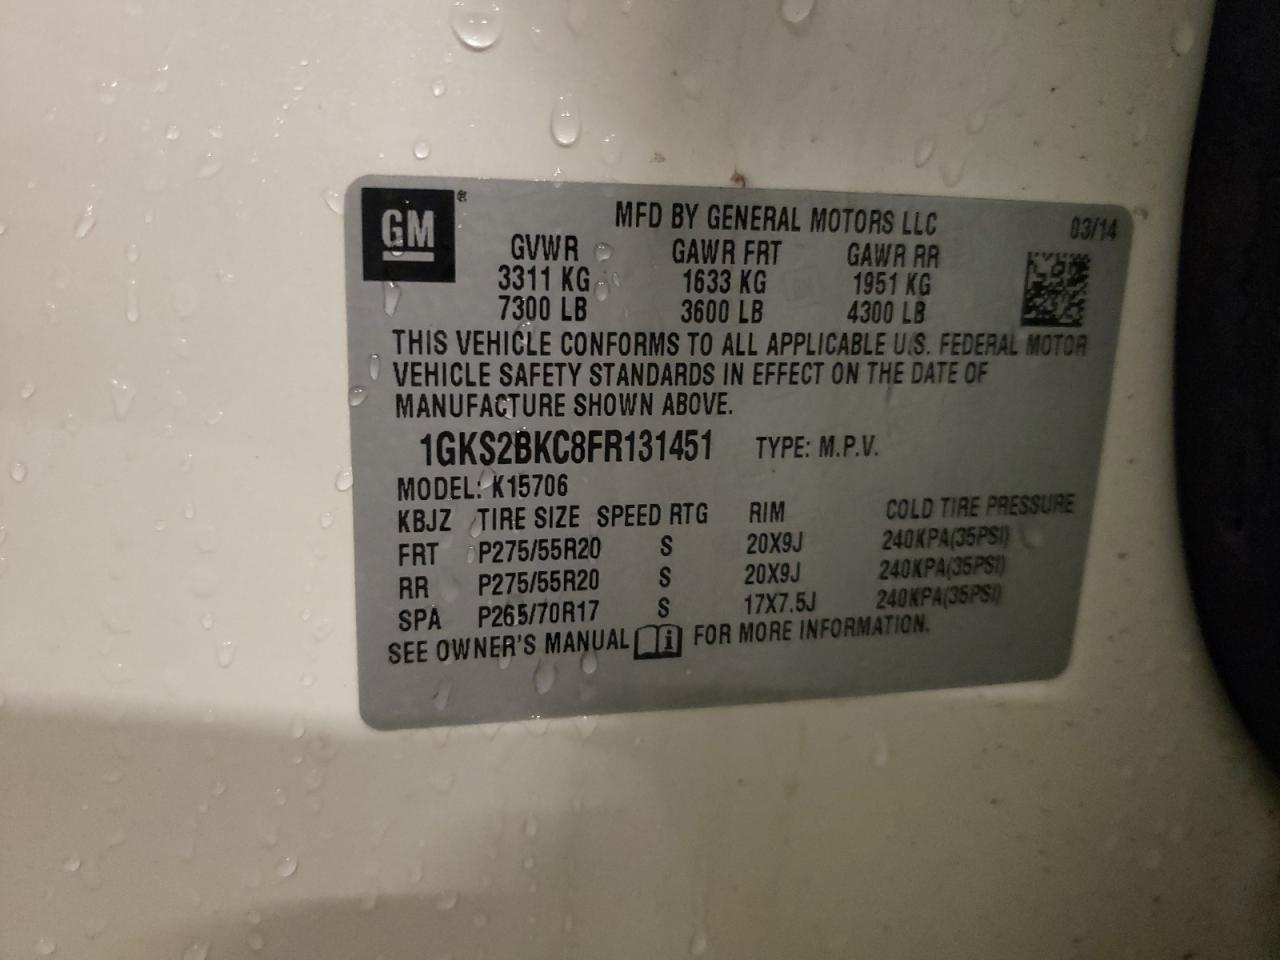 GM ®
MFD BY GENERAL MOTORS LLC 03/14
GVWR GAWR FRT GAWR RR
3311 KG 1633 KG 1951 KG
7300 LB 3600 LB 4300 LB
THIS VEHICLE CONFORMS TO ALL APPLICABLE U.S. FEDERAL MOTOR
VEHICLE SAFETY STANDARDS IN EFFECT ON THE DATE OF
MANUFACTURE SHOWN ABOVE.
1GKS2BKC8FR131451 TYPE: M.P.V.
MODEL: K15706
KBJZ TIRE SIZE SPEED RTG RIM COLD TIRE PRESSURE
FRT P275/55R20 S 20X9J 240KPA(35PSI)
RR P275/55R20 S 20X9J 240KPA(35PSI)
SPA P265/70R17 S 17X7.5J 240KPA(35PSI)
SEE OWNER'S MANUAL i FOR MORE INFORMATION.